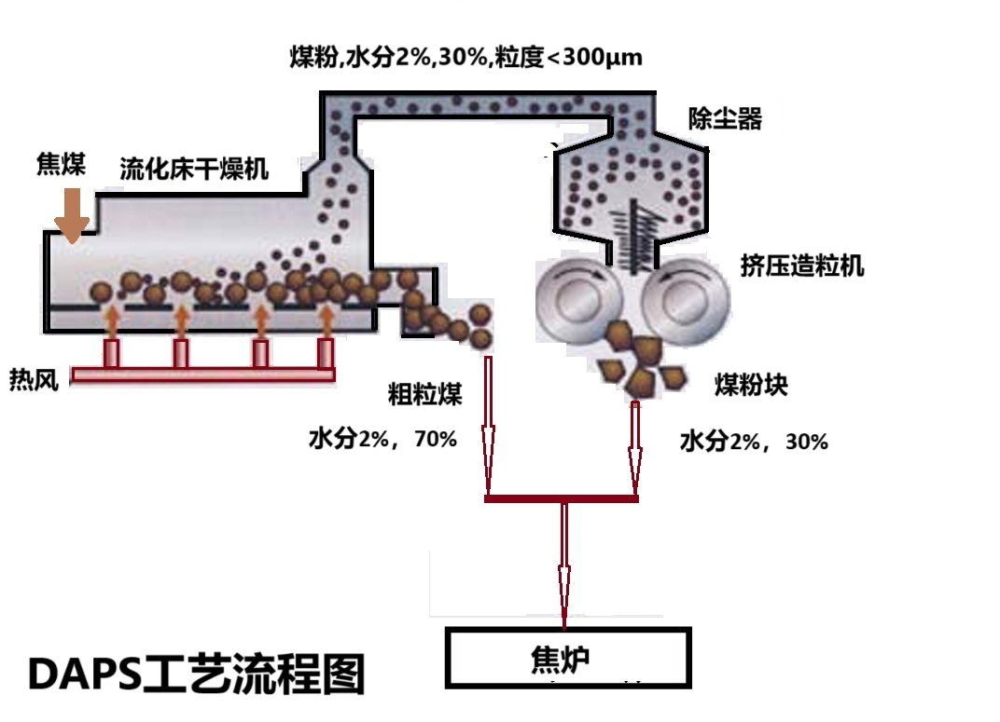 煤粉,水分2%,30%,粒度<300μm
除尘器
焦煤
流化床干燥机
挤压造粒机
热风
粗粒煤
煤粉块
水分2%，70%
水分2%，30%
焦炉
DAPS工艺流程图